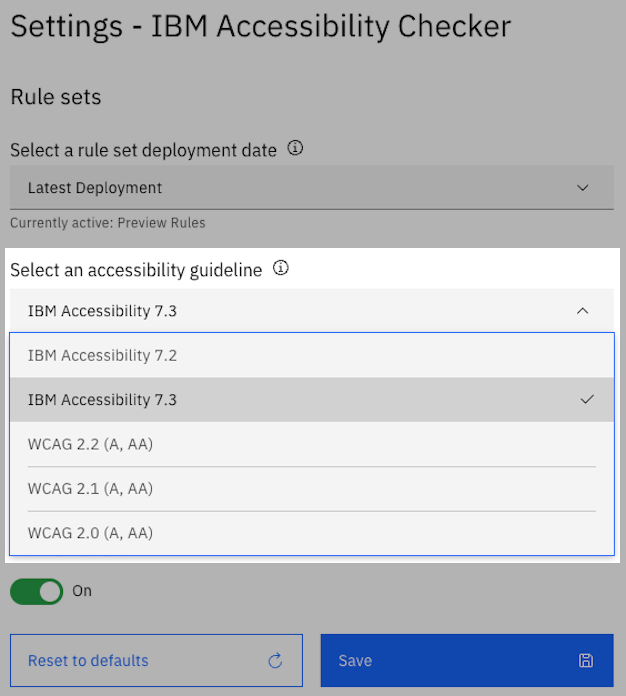 Settings - IBM Accessibility Checker
Rule sets
Select a rule set deployment date
Latest Deployment
Currently active: Preview Rules
Select an accessibility guideline
IBM Accessibility 7.3
IBM Accessibility 7.2
IBM Accessibility 7.3
WCAG 2.2 (A, AA)
WCAG 2.1 (A, AA)
WCAG 2.0 (A, AA)
On
Reset to defaults
Save